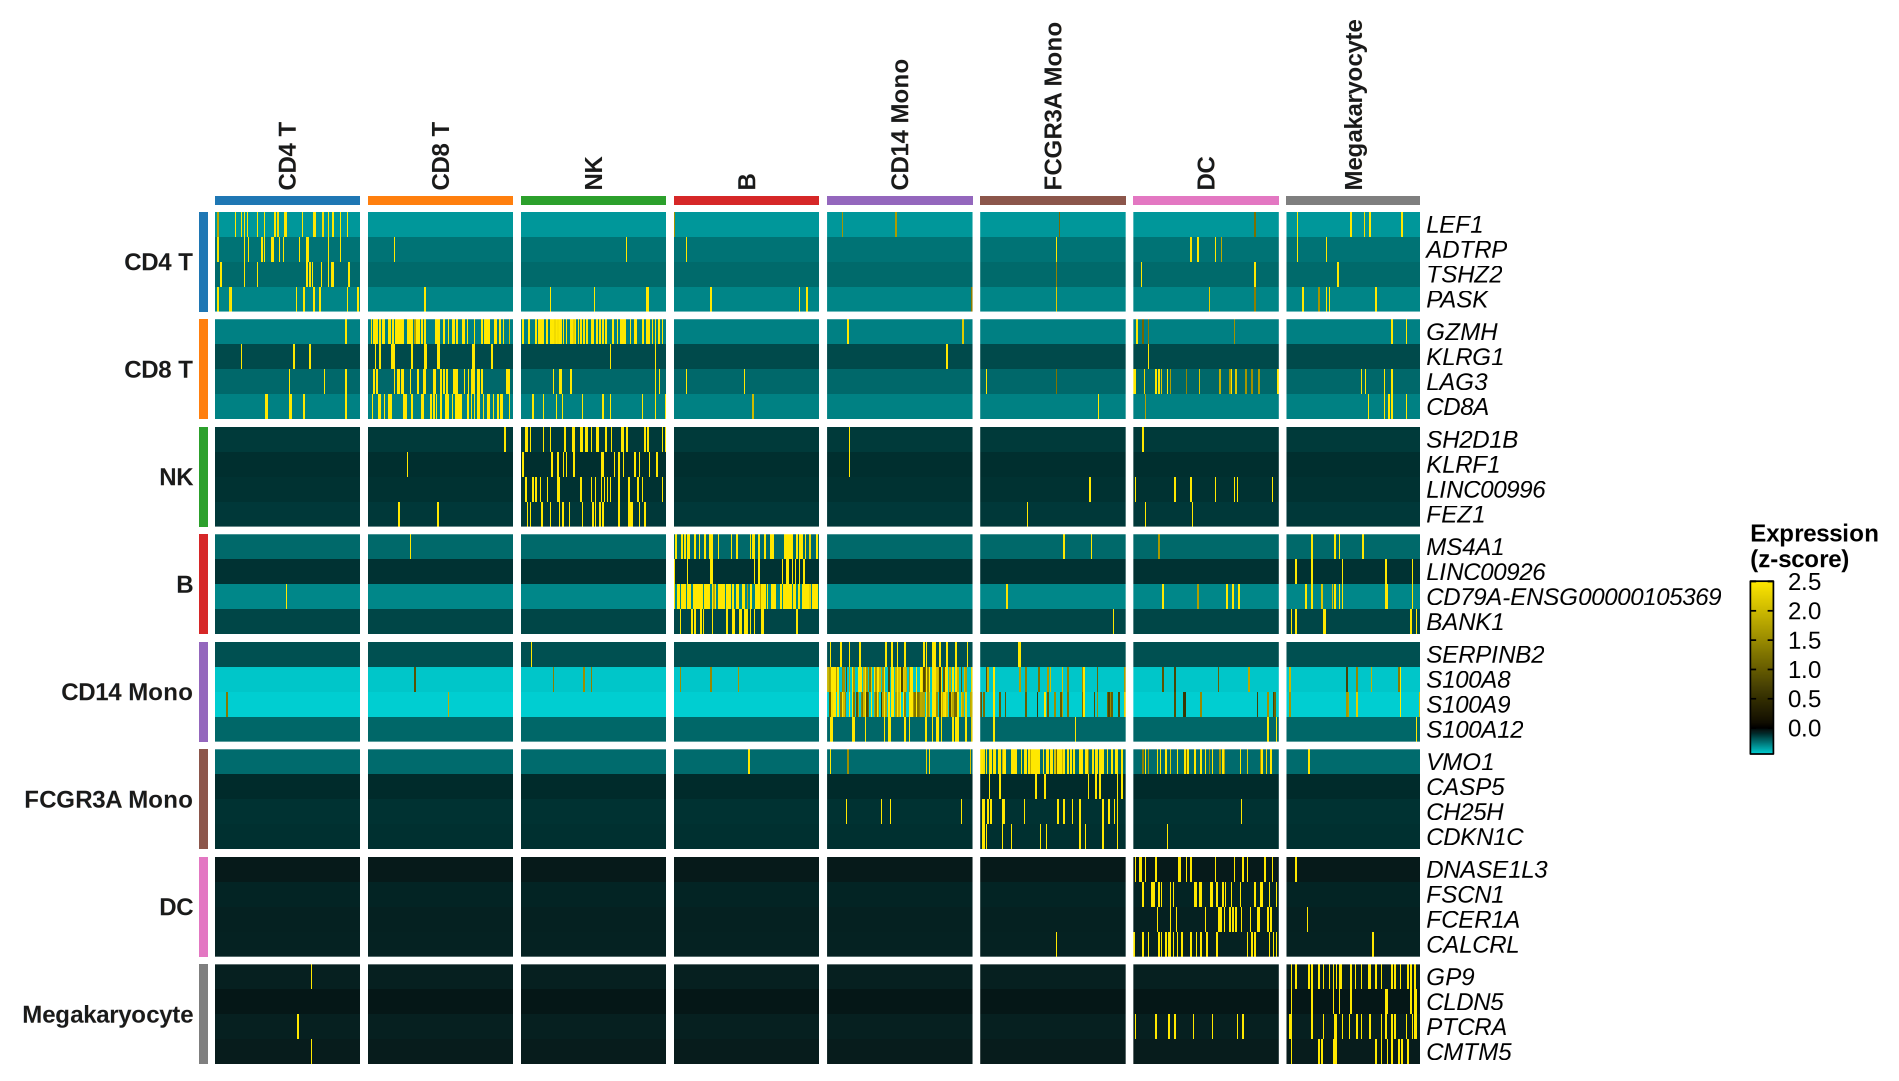 CD4 T
CD8 T
NK
B
CD14 Mono
FCGR3A Mono
DC
Megakaryocyte
CD4 T
LEF1
ADTRP
TSHZ2
PASK
CD8 T
GZMH
KLRG1
LAG3
CD8A
NK
SH2D1B
KLRF1
LINC00996
FEZ1
B
MS4A1
LINC00926
CD79A-ENSG00000105369
BANK1
CD14 Mono
SERPINB2
S100A8
S100A9
S100A12
FCGR3A Mono
VMO1
CASP5
CH25H
CDKN1C
DC
DNASE1L3
FSCN1
FCER1A
CALCRL
Megakaryocyte
GP9
CLDN5
PTCRA
CMTM5
Expression
(z-score)
2.5
2.0
1.5
1.0
0.5
0.0